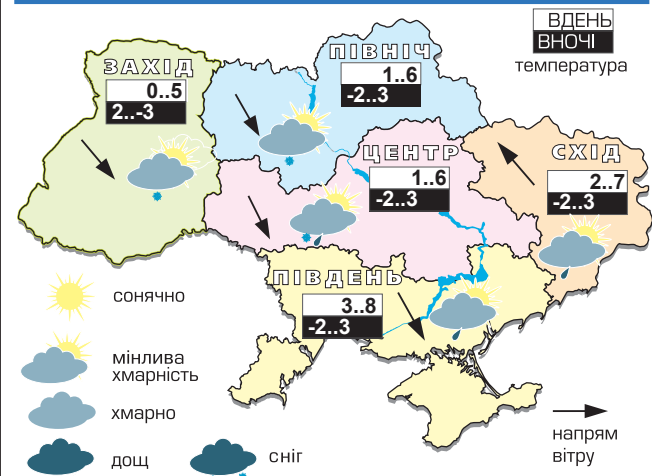 ВДЕНЬ
ВНОЧІ
температура
ПІВНІЧ
1..6
-2..3
ЗАХІД
0..5
2..-3
ЦЕНТР
1..6
-2..3
СХІД
2..7
-2..3
ПІВДЕНЬ
3..8
-2..3
сонячно
мінлива
хмарність
хмарно
дощ
сніг
напрям
вітру